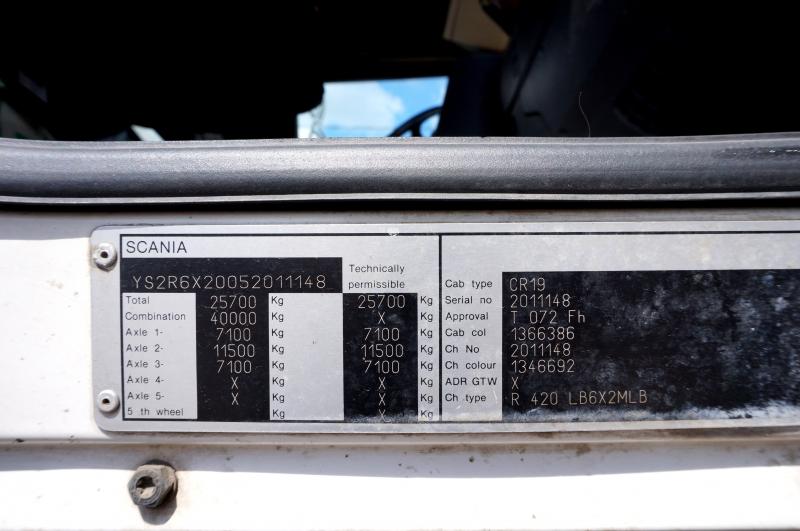 SCANIA
YS2R6X20052011148 Technically permissible
Total 25700 Kg 25700 Kg
Combination 40000 Kg X Kg
Axle 1- 7100 Kg 7100 Kg
Axle 2- 11500 Kg 11500 Kg
Axle 3- 7100 Kg 7100 Kg
Axle 4- X Kg X Kg
Axle 5- X Kg X Kg
5 th wheel Kg X Kg
Cab type CR19
Serial no 2011148
Approval T 072 Fh
Cab col 1366386
Ch No 2011148
Ch colour 1346692
ADR GTW X
Ch type R 420 LB6X2MLB